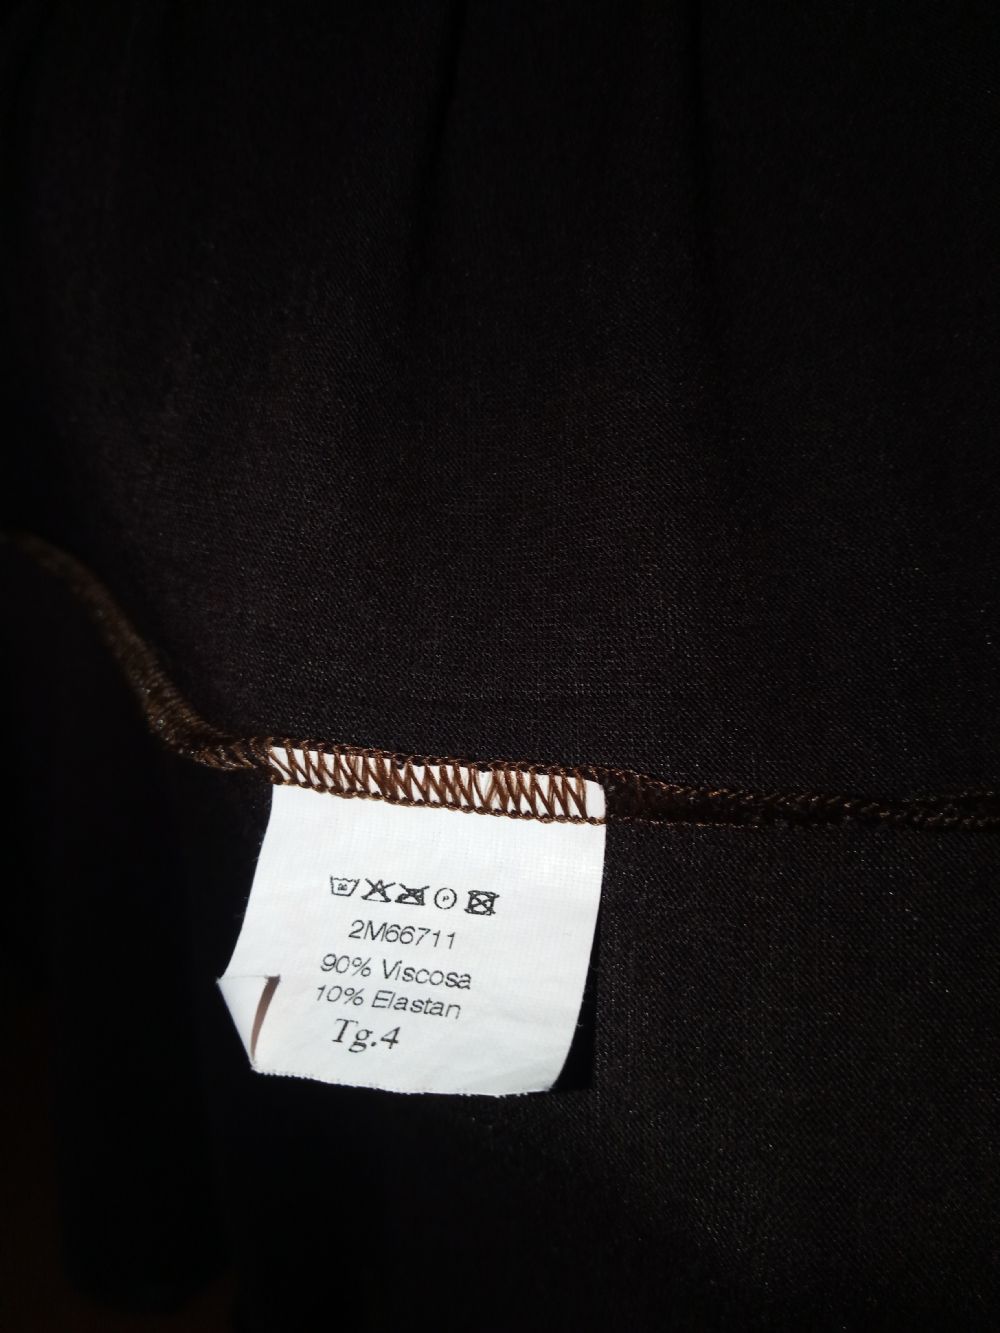 P
2M66711
90% Viscosa
10% Elastan
Tg.4